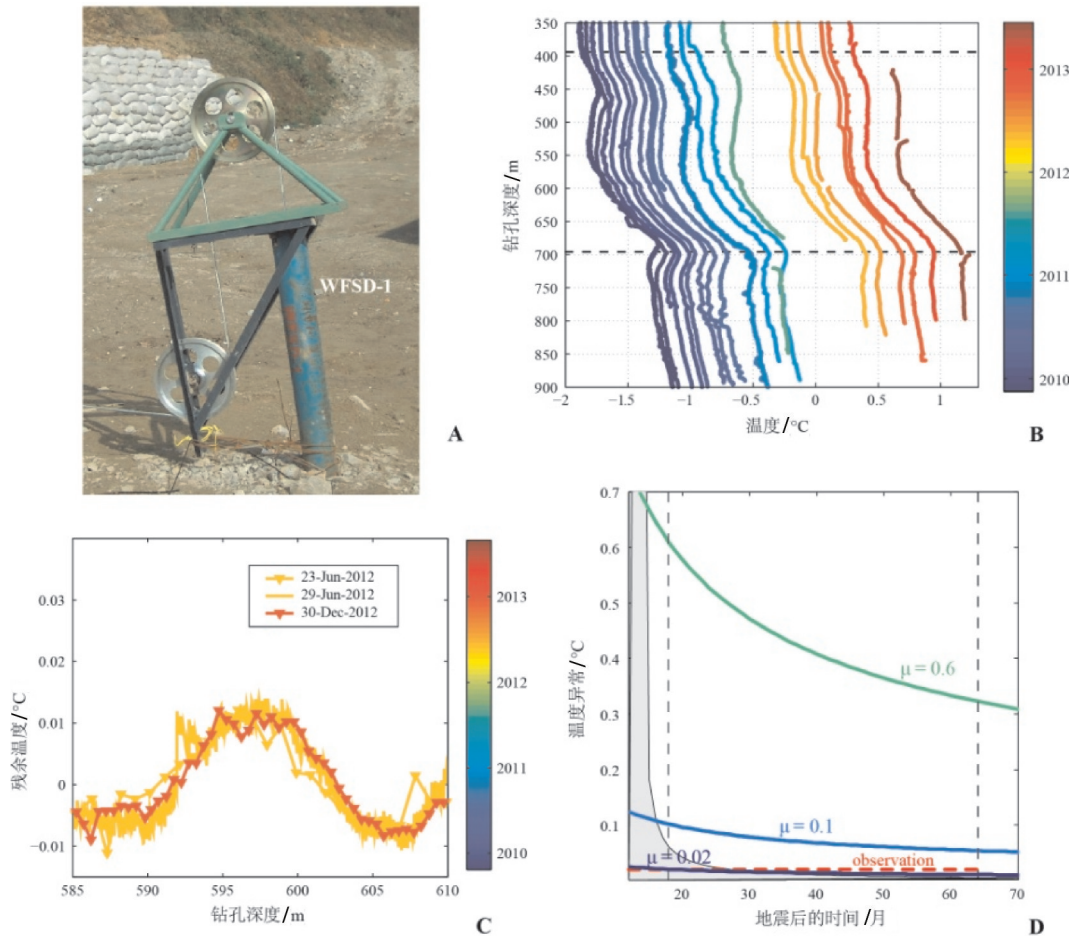 WFSD-1
A
350
400
450
500
550
600
650
700
750
800
850
900
钻孔深度/m
−2
−1.5
−1
−0.5
0
0.5
1
温度/°C
2013
2012
2011
2010
B
0.03
0.02
0.01
0
−0.01
残余温度/°C
23-Jun-2012
29-Jun-2012
30-Dec-2012
585
590
595
600
605
610
钻孔深度/m
2013
2012
2011
2010
C
0.7
0.6
0.5
0.4
0.3
0.2
0.1
温度异常/°C
μ = 0.6
μ = 0.1
μ = 0.02
observation
20
30
40
50
60
70
地震后的时间/月
D